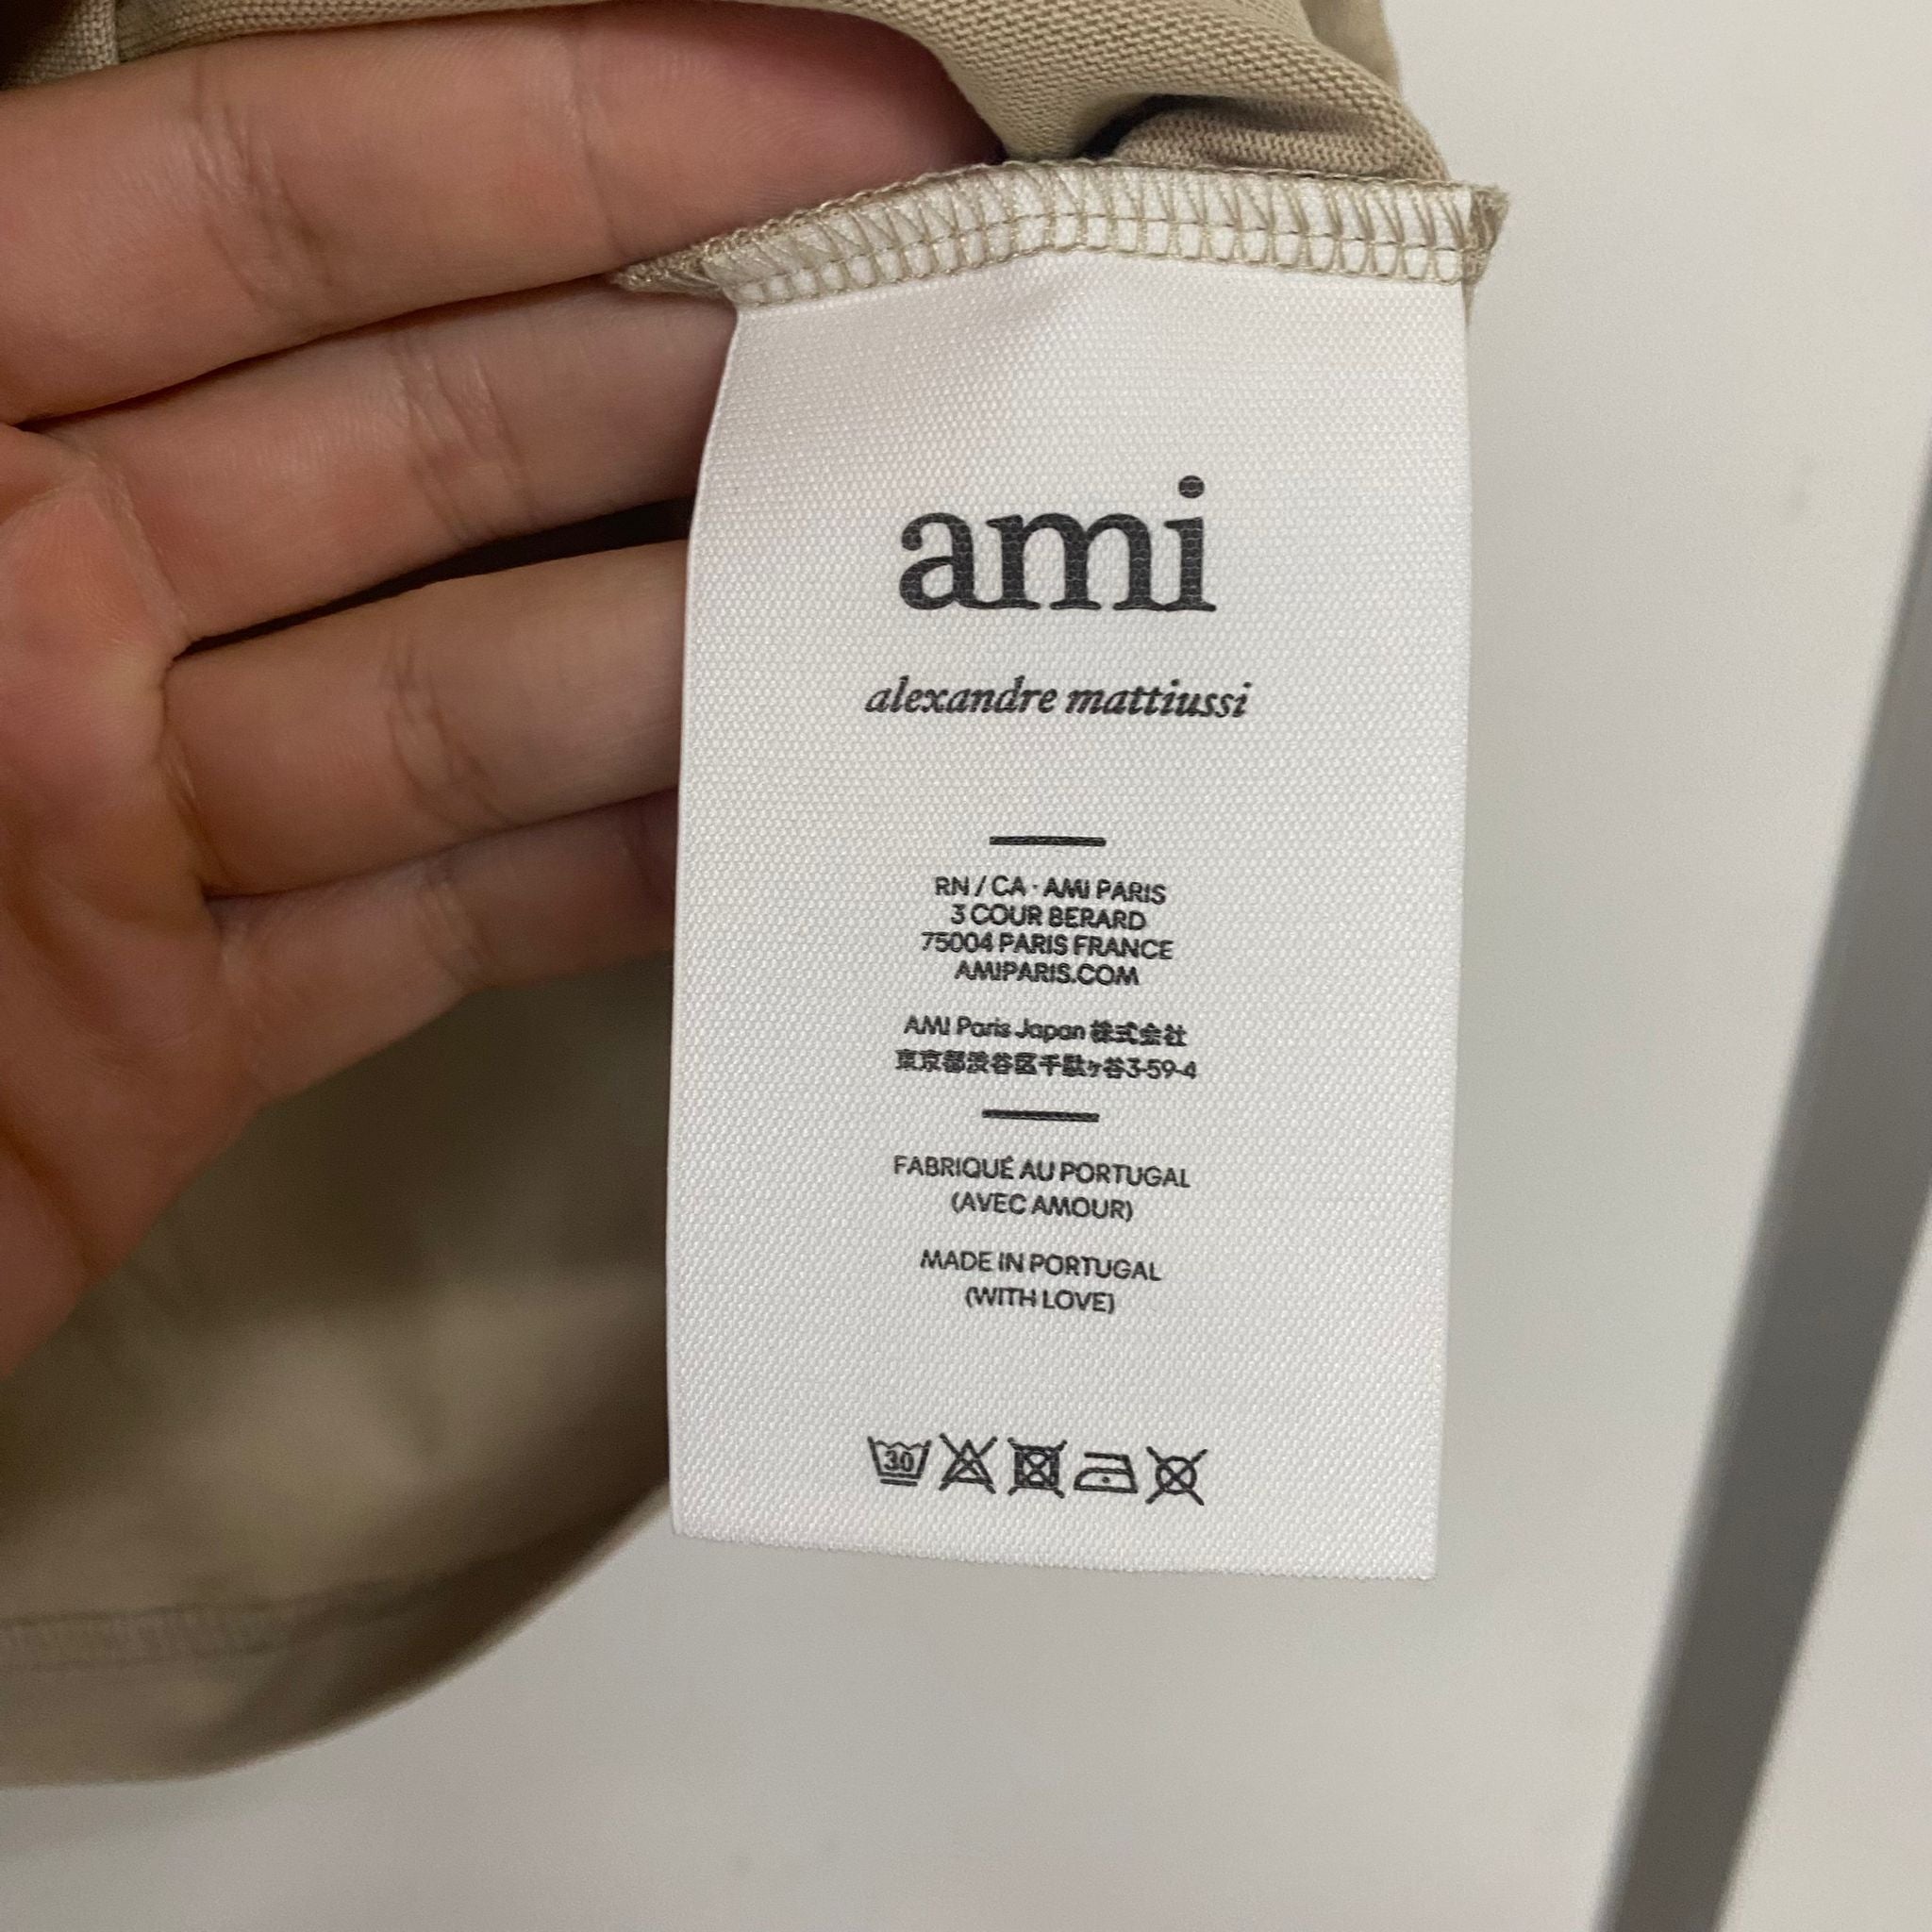 ami
alexandre mattiussi
RN / CA · AMI PARIS
3 COUR BERARD
75004 PARIS FRANCE
AMIPARIS.COM
AMI Paris Japan 株式会社
東京都渋谷区千駄ヶ谷3-59-4
FABRIQUÉ AU PORTUGAL
(AVEC AMOUR)
MADE IN PORTUGAL
(WITH LOVE)
30